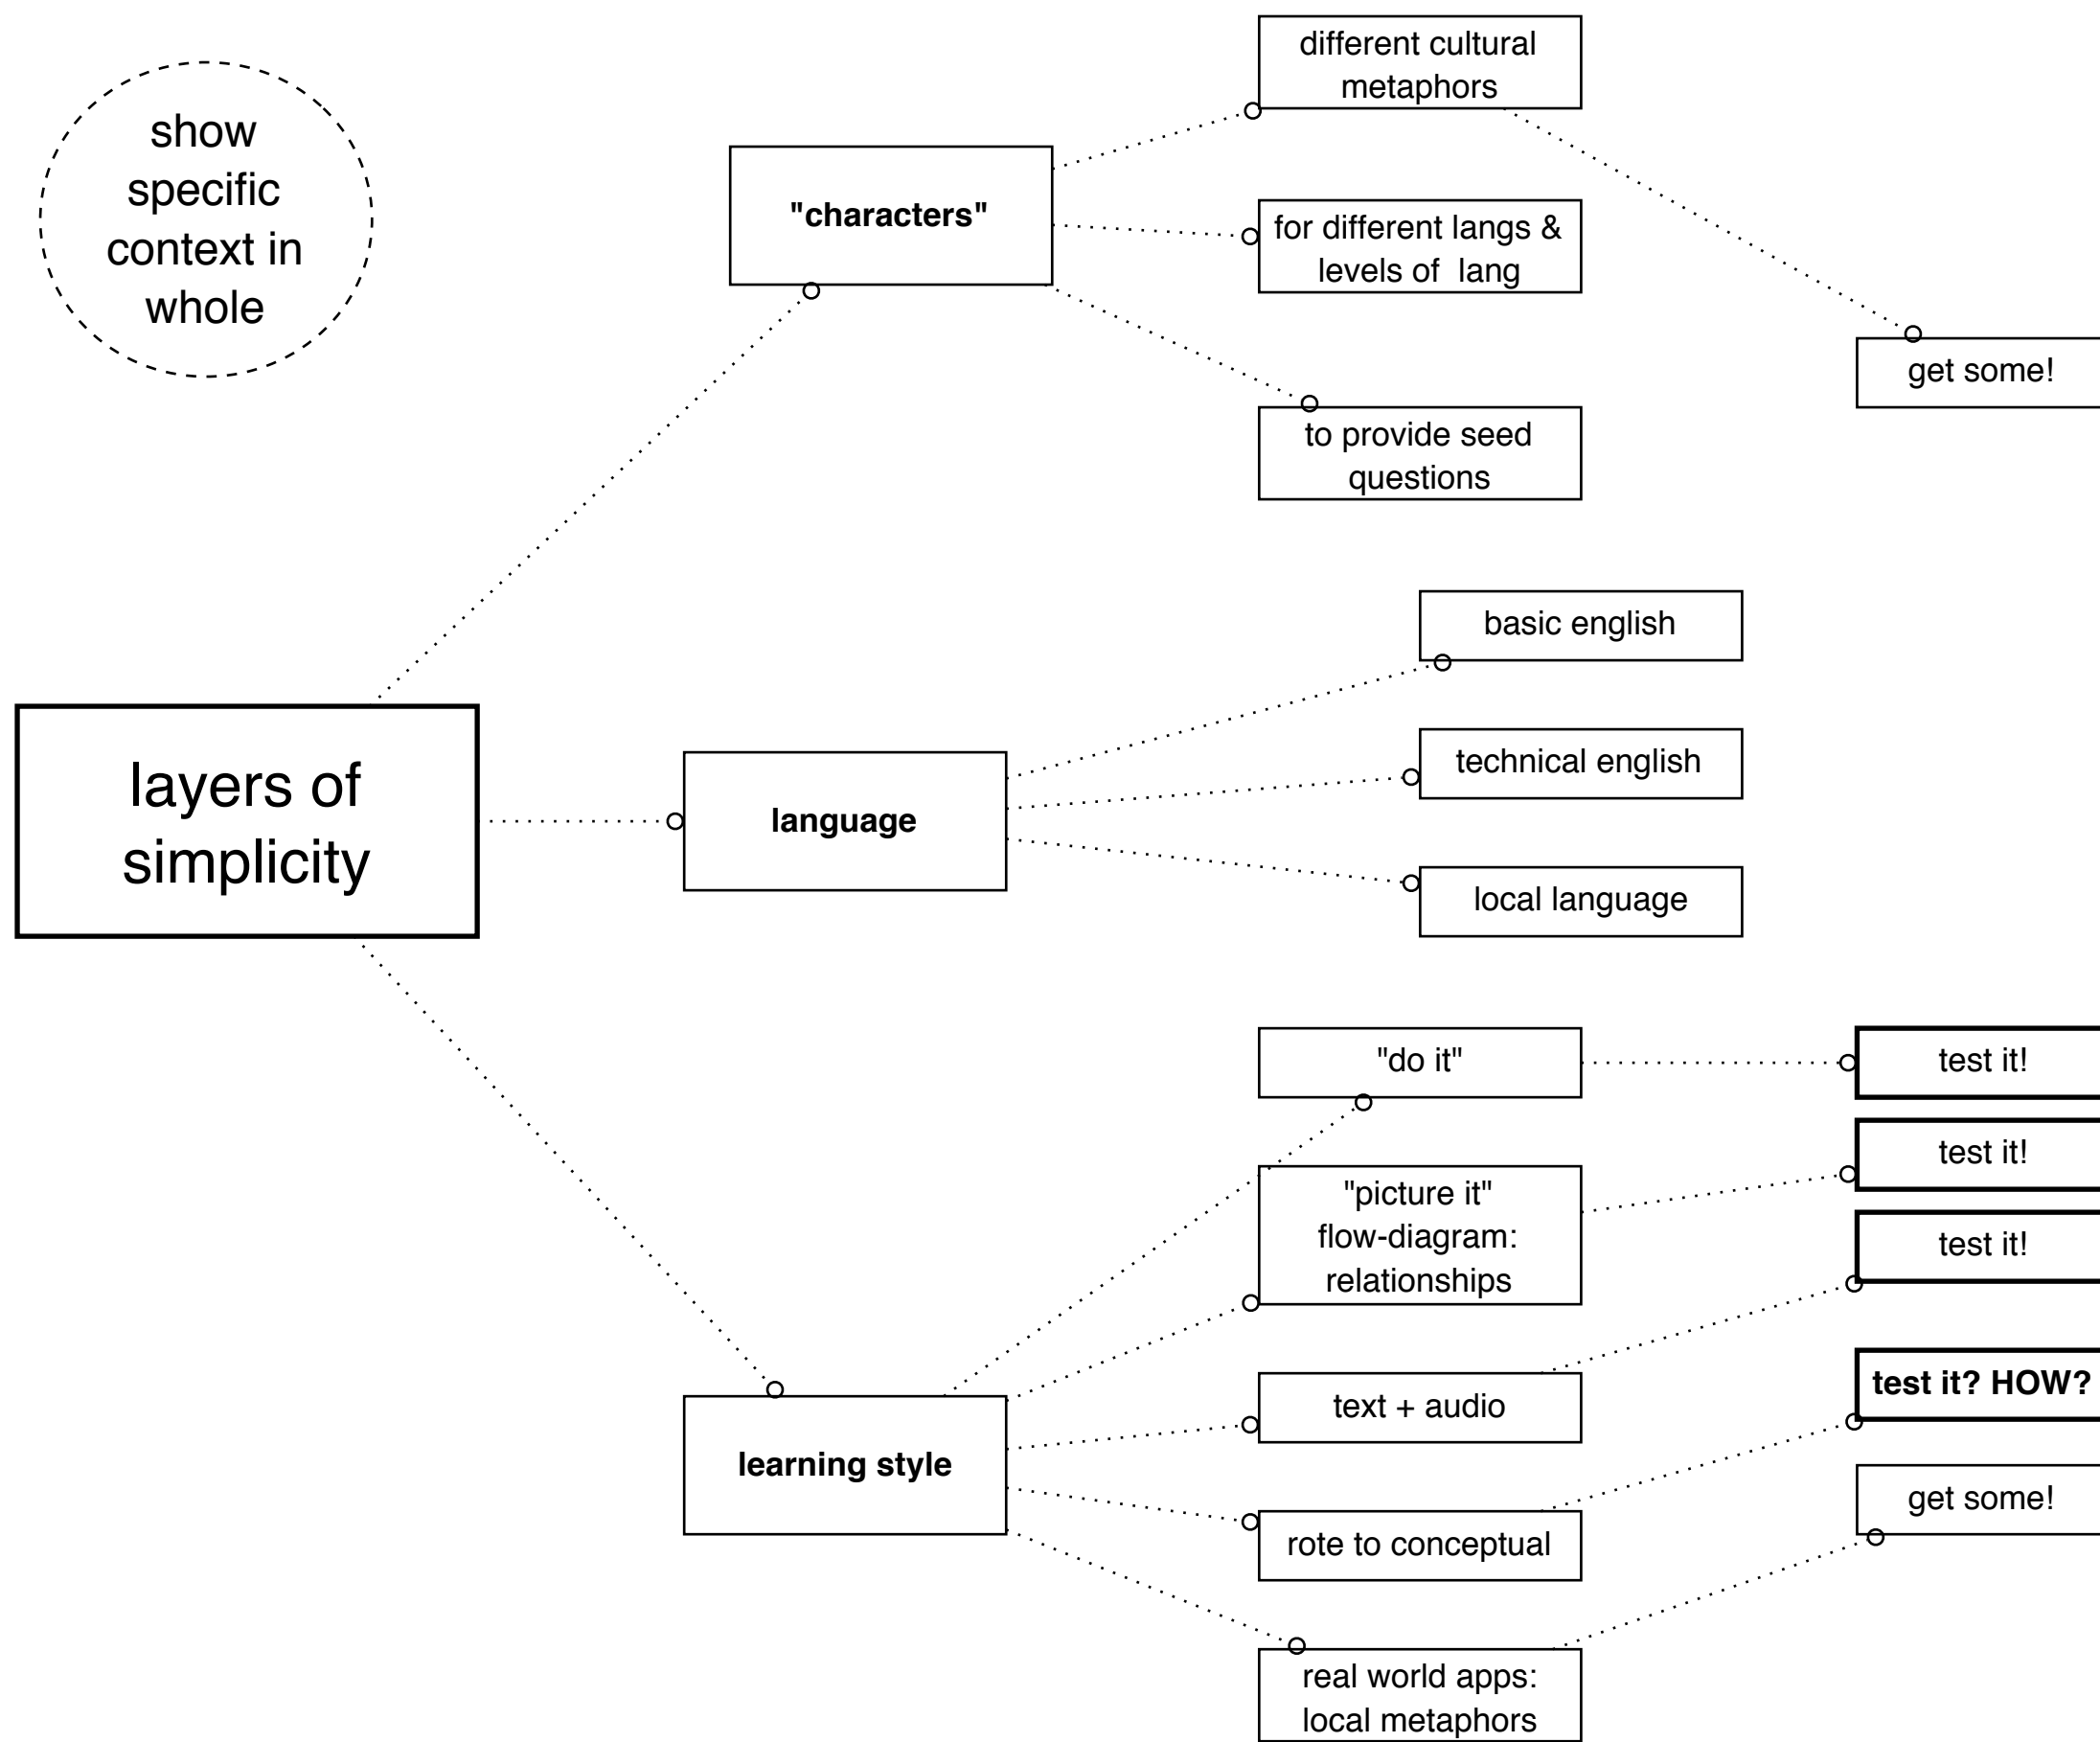 show
specific
context in
whole
different cultural
metaphors
"characters"
for different langs &
levels of lang
get some!
to provide seed
questions
basic english
layers of
simplicity
language
technical english
local language
"do it"
test it!
"picture it"
flow-diagram:
relationships
test it!
test it!
learning style
text + audio
test it? HOW?
rote to conceptual
get some!
real world apps:
local metaphors